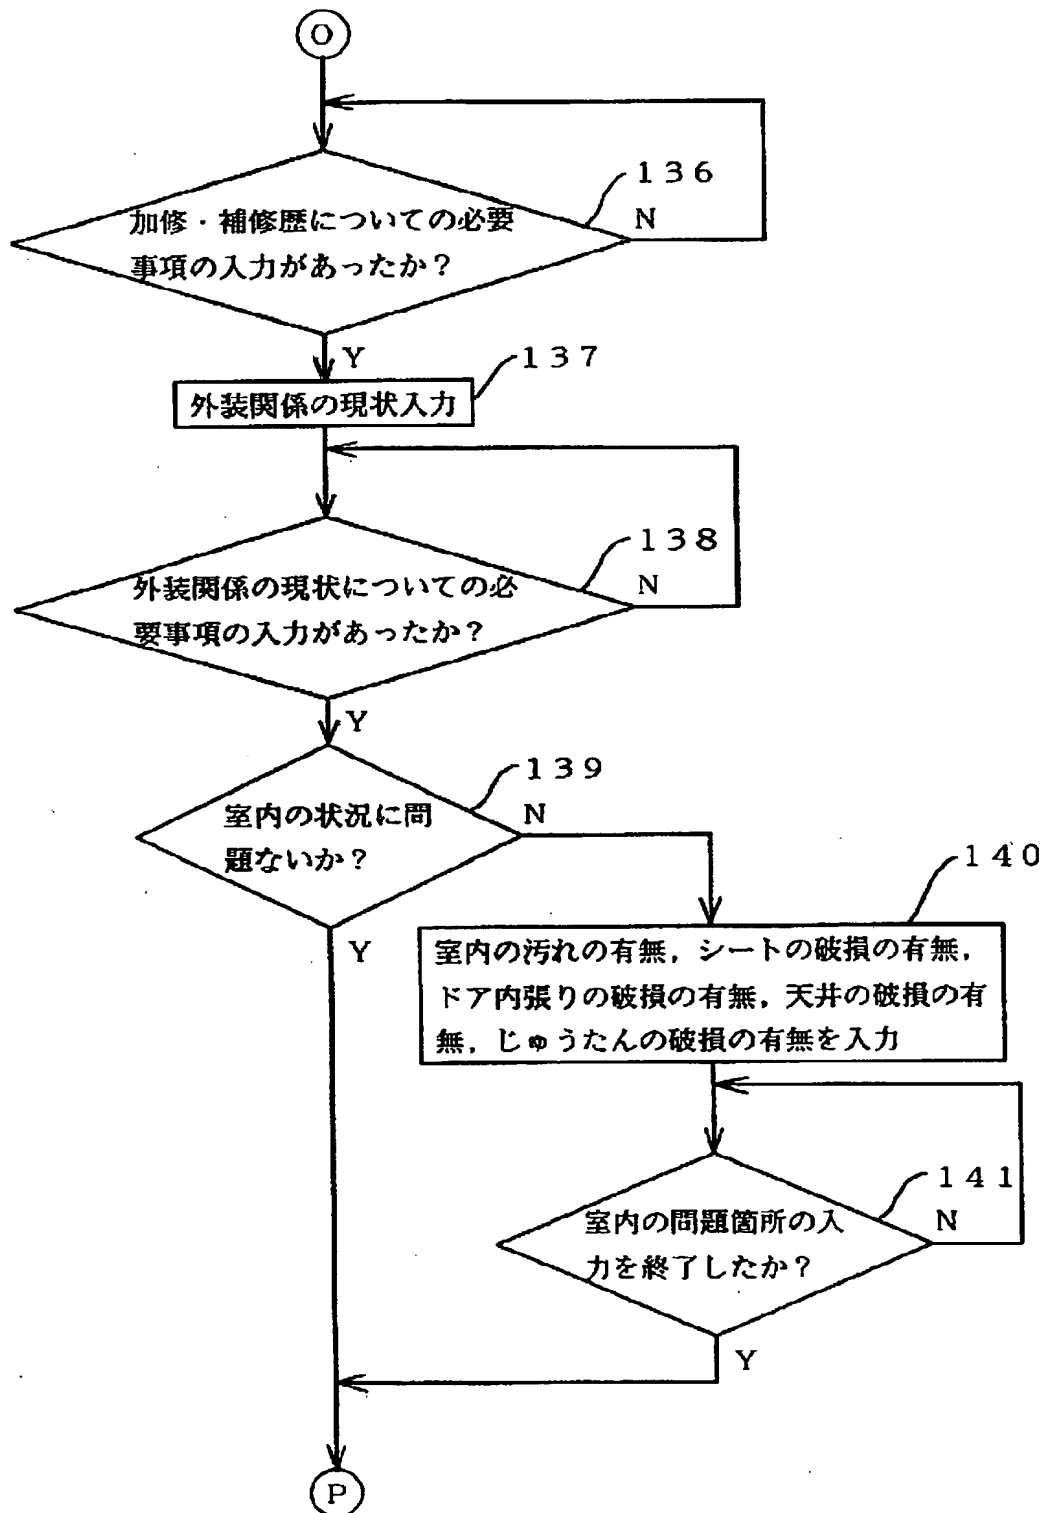 O
136
加修・補修歴についての必要
事項の入力があったか？
N
Y
137
外装関係の現状入力
138
外装関係の現状についての必
要事項の入力があったか？
N
Y
139
室内の状況に問
題ないか？
N
Y
140
室内の汚れの有無，シートの破損の有無，
ドア内張りの破損の有無，天井の破損の有
無，じゅうたんの破損の有無を入力
141
室内の問題箇所の入
力を終了したか？
N
Y
P